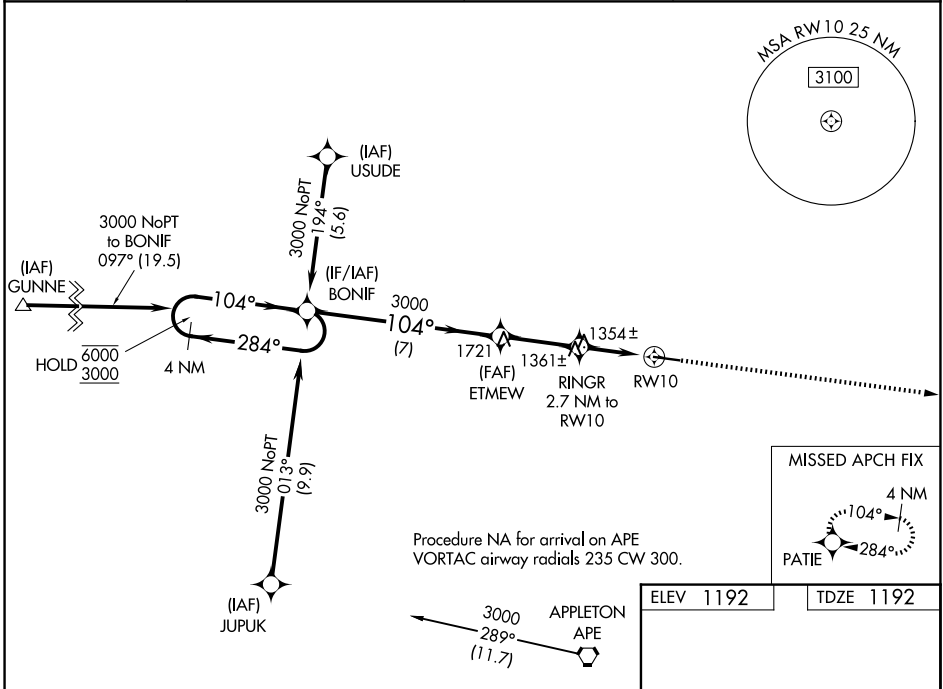 MSA RW10 25 NM
3100
(IAF)
USUDE
3000 NoPT
194°
(5.6)
3000 NoPT
to BONIF
097° (19.5)
(IAF)
GUNNE
(IF/IAF)
BONIF
104°
284°
HOLD 6000
3000
4 NM
3000
104°
(7)
1721
(FAF)
ETMEW
1361±
1354±
RINGR
2.7 NM to
RW10
RW10
3000 NoPT
013°
(9.9)
(IAF)
JUPUK
Procedure NA for arrival on APE
VORTAC airway radials 235 CW 300.
3000
289°
(11.7)
APPLETON
APE
MISSED APCH FIX
4 NM
104°
284°
PATIE
ELEV 1192
TDZE 1192